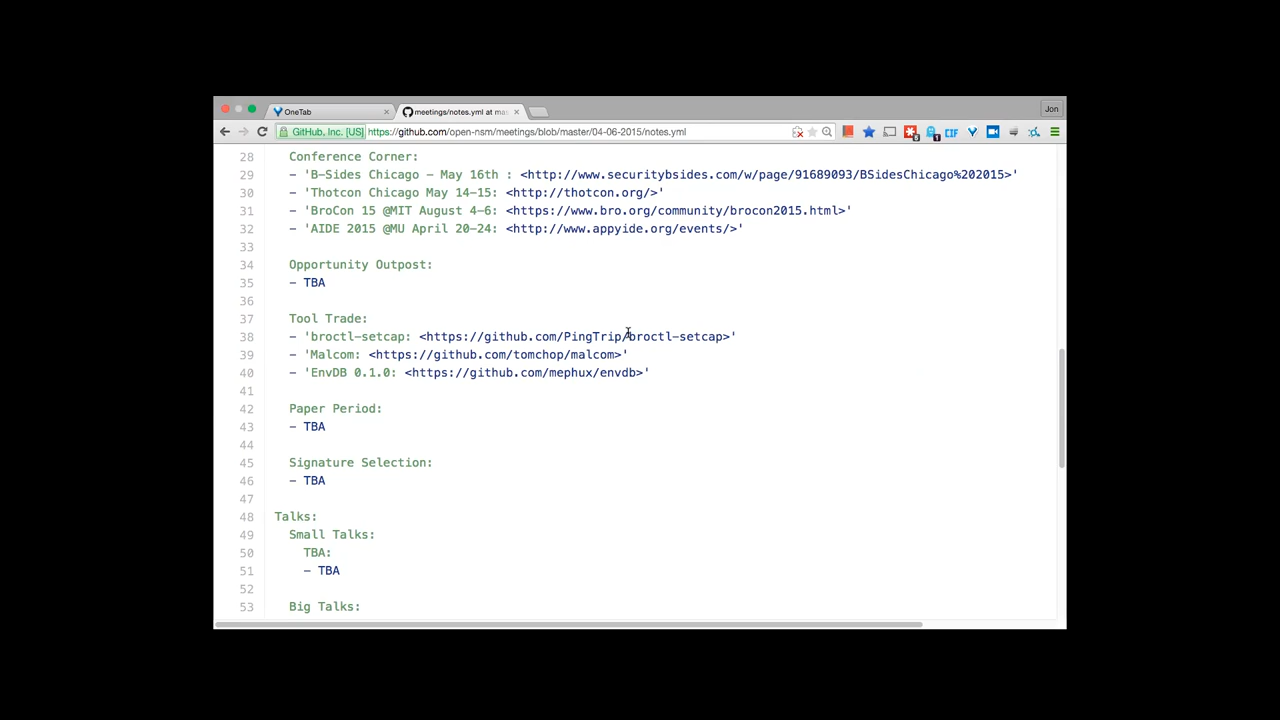 OneTab
meetings/notes.yml at mas
Jon
GitHub, Inc. [US] https://github.com/open-nsm/meetings/blob/master/04-06-2015/notes.yml
CIF
28 Conference Corner:
29 - 'B-Sides Chicago - May 16th : <http://www.securitybsides.com/w/page/91689093/BSidesChicago%202015>'
30 - 'Thotcon Chicago May 14-15: <http://thotcon.org/>'
31 - 'BroCon 15 @MIT August 4-6: <https://www.bro.org/community/brocon2015.html>'
32 - 'AIDE 2015 @MU April 20-24: <http://www.appyide.org/events/>'
33
34 Opportunity Outpost:
35 - TBA
36
37 Tool Trade:
38 - 'broctl-setcap: <https://github.com/PingTrip/broctl-setcap>'
39 - 'Malcom: <https://github.com/tomchop/malcom>'
40 - 'EnvDB 0.1.0: <https://github.com/mephux/envdb>'
41
42 Paper Period:
43 - TBA
44
45 Signature Selection:
46 - TBA
47
48 Talks:
49 Small Talks:
50 TBA:
51 - TBA
52
53 Big Talks: